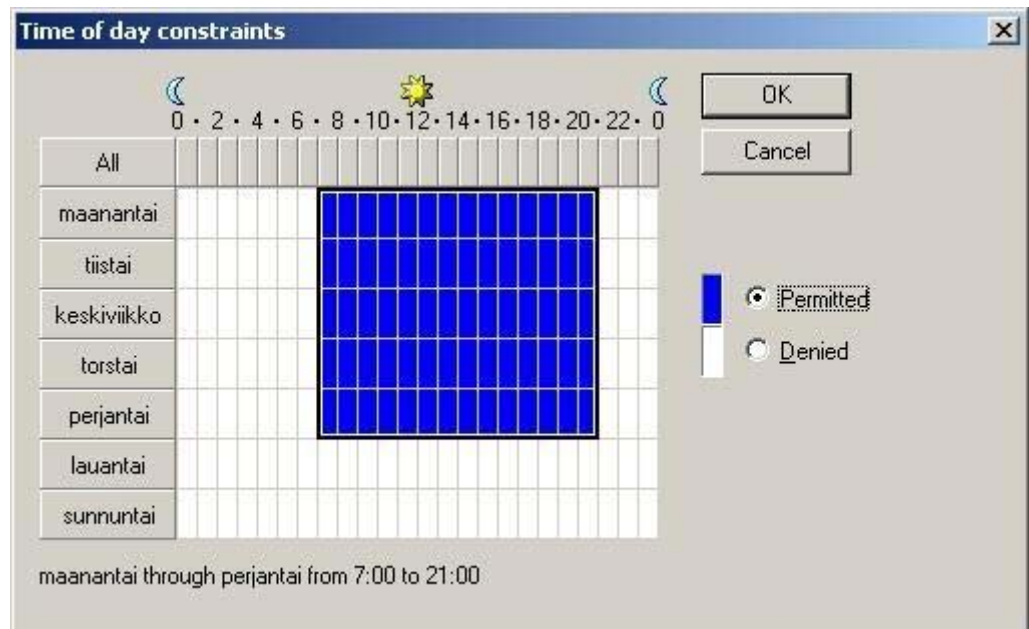 Time of day constraints
0 · 2 · 4 · 6 · 8 · 10 · 12 · 14 · 16 · 18 · 20 · 22 · 0
OK
Cancel
All
maanantai
tiistai
keskiviikko
torstai
perjantai
lauantai
sunnuntai
Permitted
Denied
maanantai through perjantai from 7:00 to 21:00